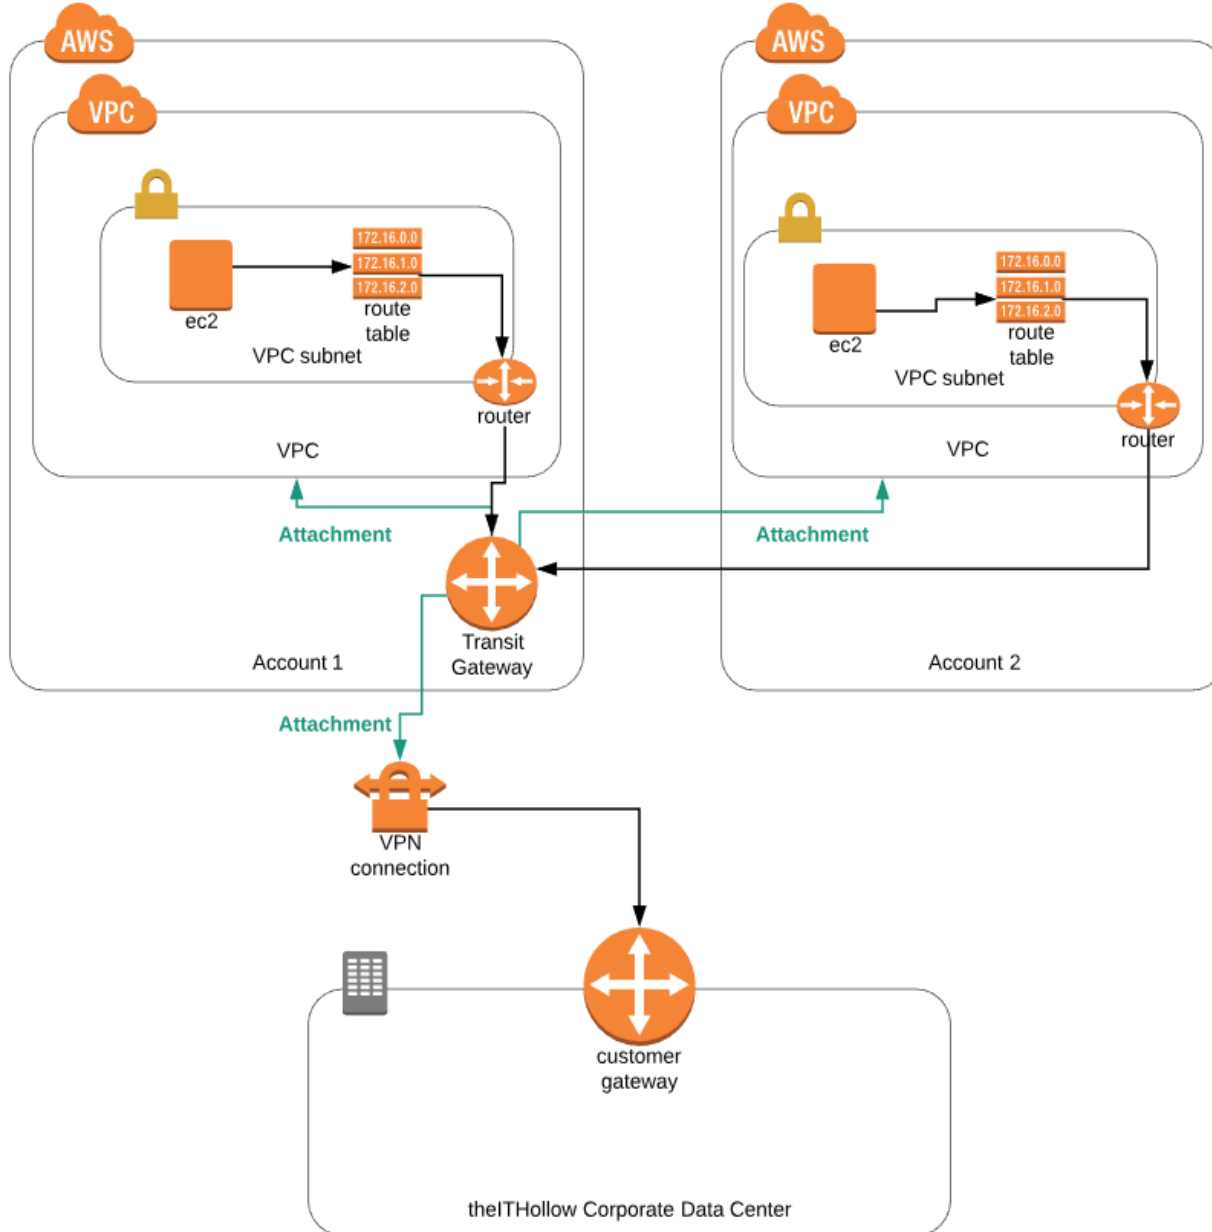 AWS
AWS
VPC
VPC
172.16.0.0
172.16.1.0
172.16.2.0
route
table
ec2
VPC subnet
router
VPC
172.16.0.0
172.16.1.0
172.16.2.0
route
table
ec2
VPC subnet
router
VPC
Attachment
Attachment
Transit
Gateway
Account 1
Account 2
Attachment
VPN
connection
customer
gateway
theITHollow Corporate Data Center